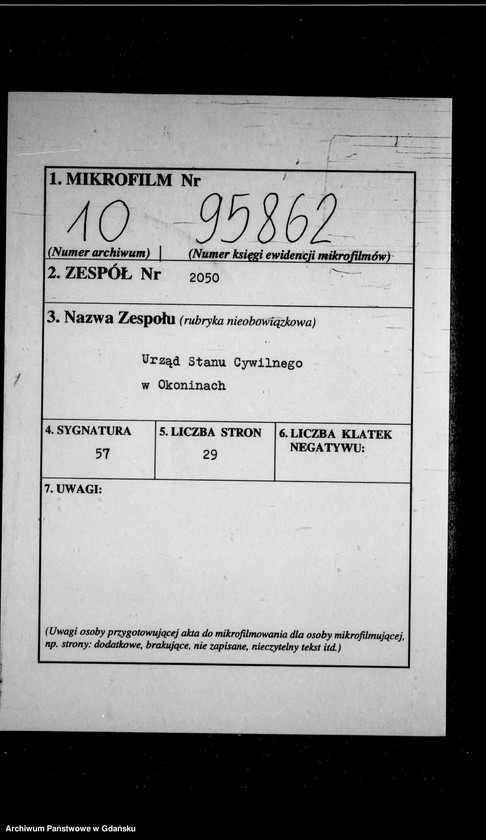 1. MIKROFILM Nr
10 95862
(Numer archiwum) (Numer księgi ewidencji mikrofilmów)
2. ZESPÓŁ Nr 2050
3. Nazwa Zespołu (rubryka nieobowiązkowa)
Urząd Stanu Cywilnego
w Okoninach
4. SYGNATURA 5. LICZBA STRON 6. LICZBA KLATEK
NEGATYWU:
57 29
7. UWAGI:
(Uwagi osoby przygotowującej akta do mikrofilmowania dla osoby mikrofilmującej,
np. strony: dodatkowe, brakujące, nie zapisane, nieczytelny tekst itd.)
Archiwum Państwowe w Gdańsku